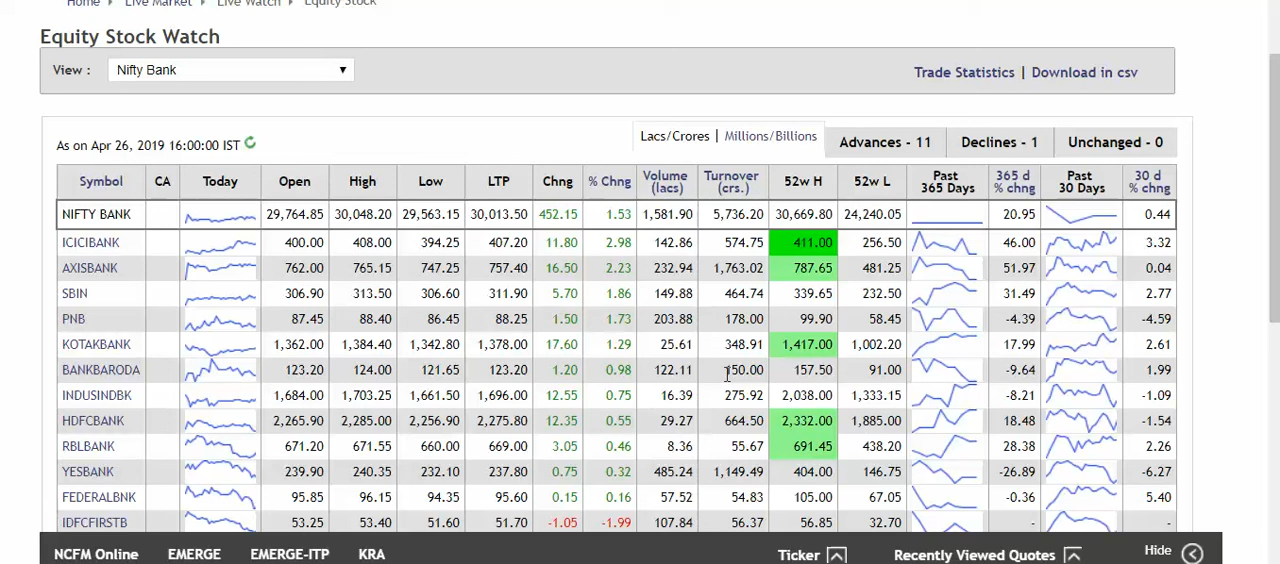 Home Live Market Live Watch Equity Stock
Equity Stock Watch
View : Nifty Bank Trade Statistics | Download in csv
As on Apr 26, 2019 16:00:00 IST Lacs/Crores | Millions/Billions Advances - 11 Declines - 1 Unchanged - 0
Symbol CA Today Open High Low LTP Chng % Chng Volume (lacs) Turnover (crs.) 52w H 52w L Past 365 Days 365 d % chng Past 30 Days 30 d % chng
NIFTY BANK 29,764.85 30,048.20 29,563.15 30,013.50 452.15 1.53 1,581.90 5,736.20 30,669.80 24,240.05 20.95 0.44
ICICIBANK 400.00 408.00 394.25 407.20 11.80 2.98 142.86 574.75 411.00 256.50 46.00 3.32
AXISBANK 762.00 765.15 747.25 757.40 16.50 2.23 232.94 1,763.02 787.65 481.25 51.97 0.04
SBIN 306.90 313.50 306.60 311.90 5.70 1.86 149.88 464.74 339.65 232.50 31.49 2.77
PNB 87.45 88.40 86.45 88.25 1.50 1.73 203.88 178.00 99.90 58.45 -4.39 -4.59
KOTAKBANK 1,362.00 1,384.40 1,342.80 1,378.00 17.60 1.29 25.61 348.91 1,417.00 1,002.20 17.99 2.61
BANKBARODA 123.20 124.00 121.65 123.20 1.20 0.98 122.11 150.00 157.50 91.00 -9.64 1.99
INDUSINDBK 1,684.00 1,703.25 1,661.50 1,696.00 12.55 0.75 16.39 275.92 2,038.00 1,333.15 -8.21 -1.09
HDFCBANK 2,265.90 2,285.00 2,256.90 2,275.80 12.35 0.55 29.27 664.50 2,332.00 1,885.00 18.48 -1.54
RBLBANK 671.20 671.55 660.00 669.00 3.05 0.46 8.36 55.67 691.45 438.20 28.38 2.26
YESBANK 239.90 240.35 232.10 237.80 0.75 0.32 485.24 1,149.49 404.00 146.75 -26.89 -6.27
FEDERALBNK 95.85 96.15 94.35 95.60 0.15 0.16 57.52 54.83 105.00 67.05 -0.36 5.40
IDFCFIRSTB 53.25 53.40 51.60 51.70 -1.05 -1.99 107.84 56.37 56.85 32.70 - -
NCFM Online EMERGE EMERGE-ITP KRA Ticker Recently Viewed Quotes Hide